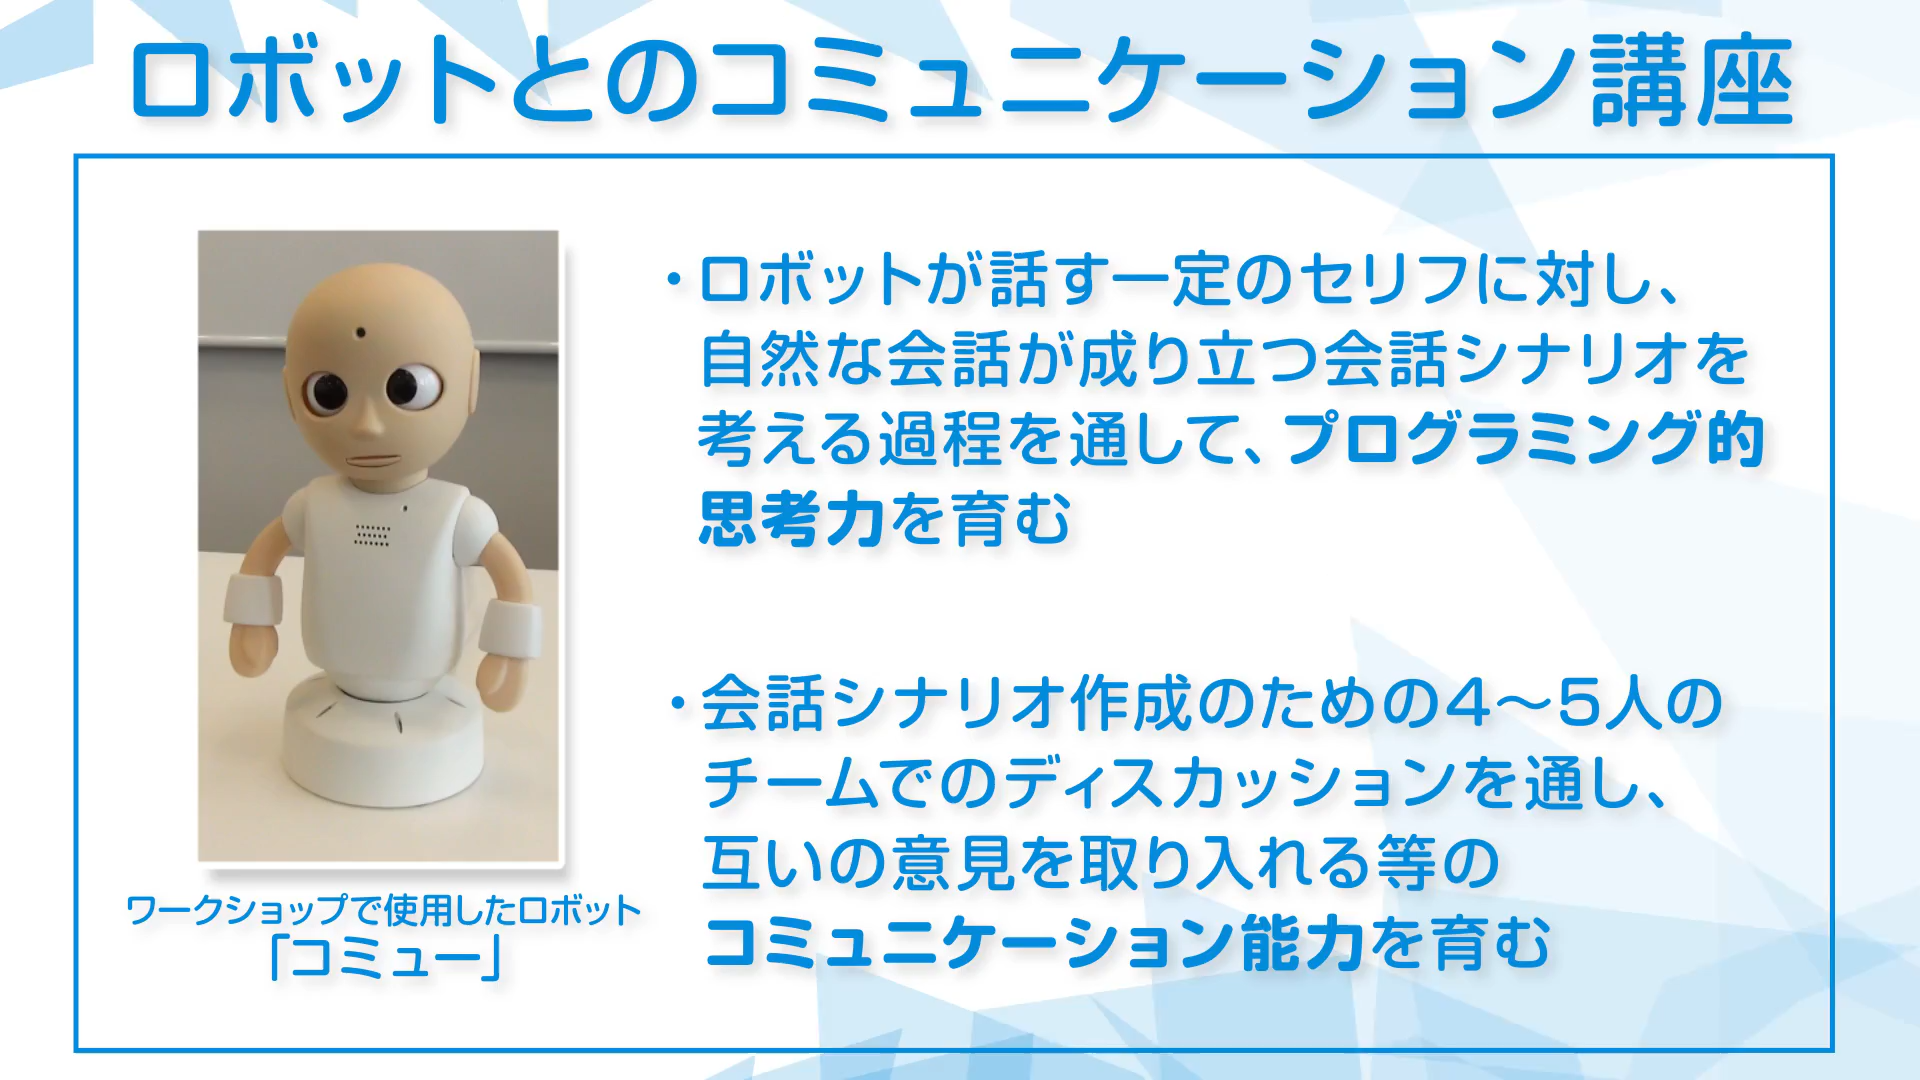 ロボットとのコミュニケーション講座
・ロボットが話す一定のセリフに対し、
自然な会話が成り立つ会話シナリオを
考える過程を通して、プログラミング的
思考力を育む
・会話シナリオ作成のための4〜5人の
チームでのディスカッションを通し、
互いの意見を取り入れる等の
コミュニケーション能力を育む
ワークショップで使用したロボット
「コミュー」